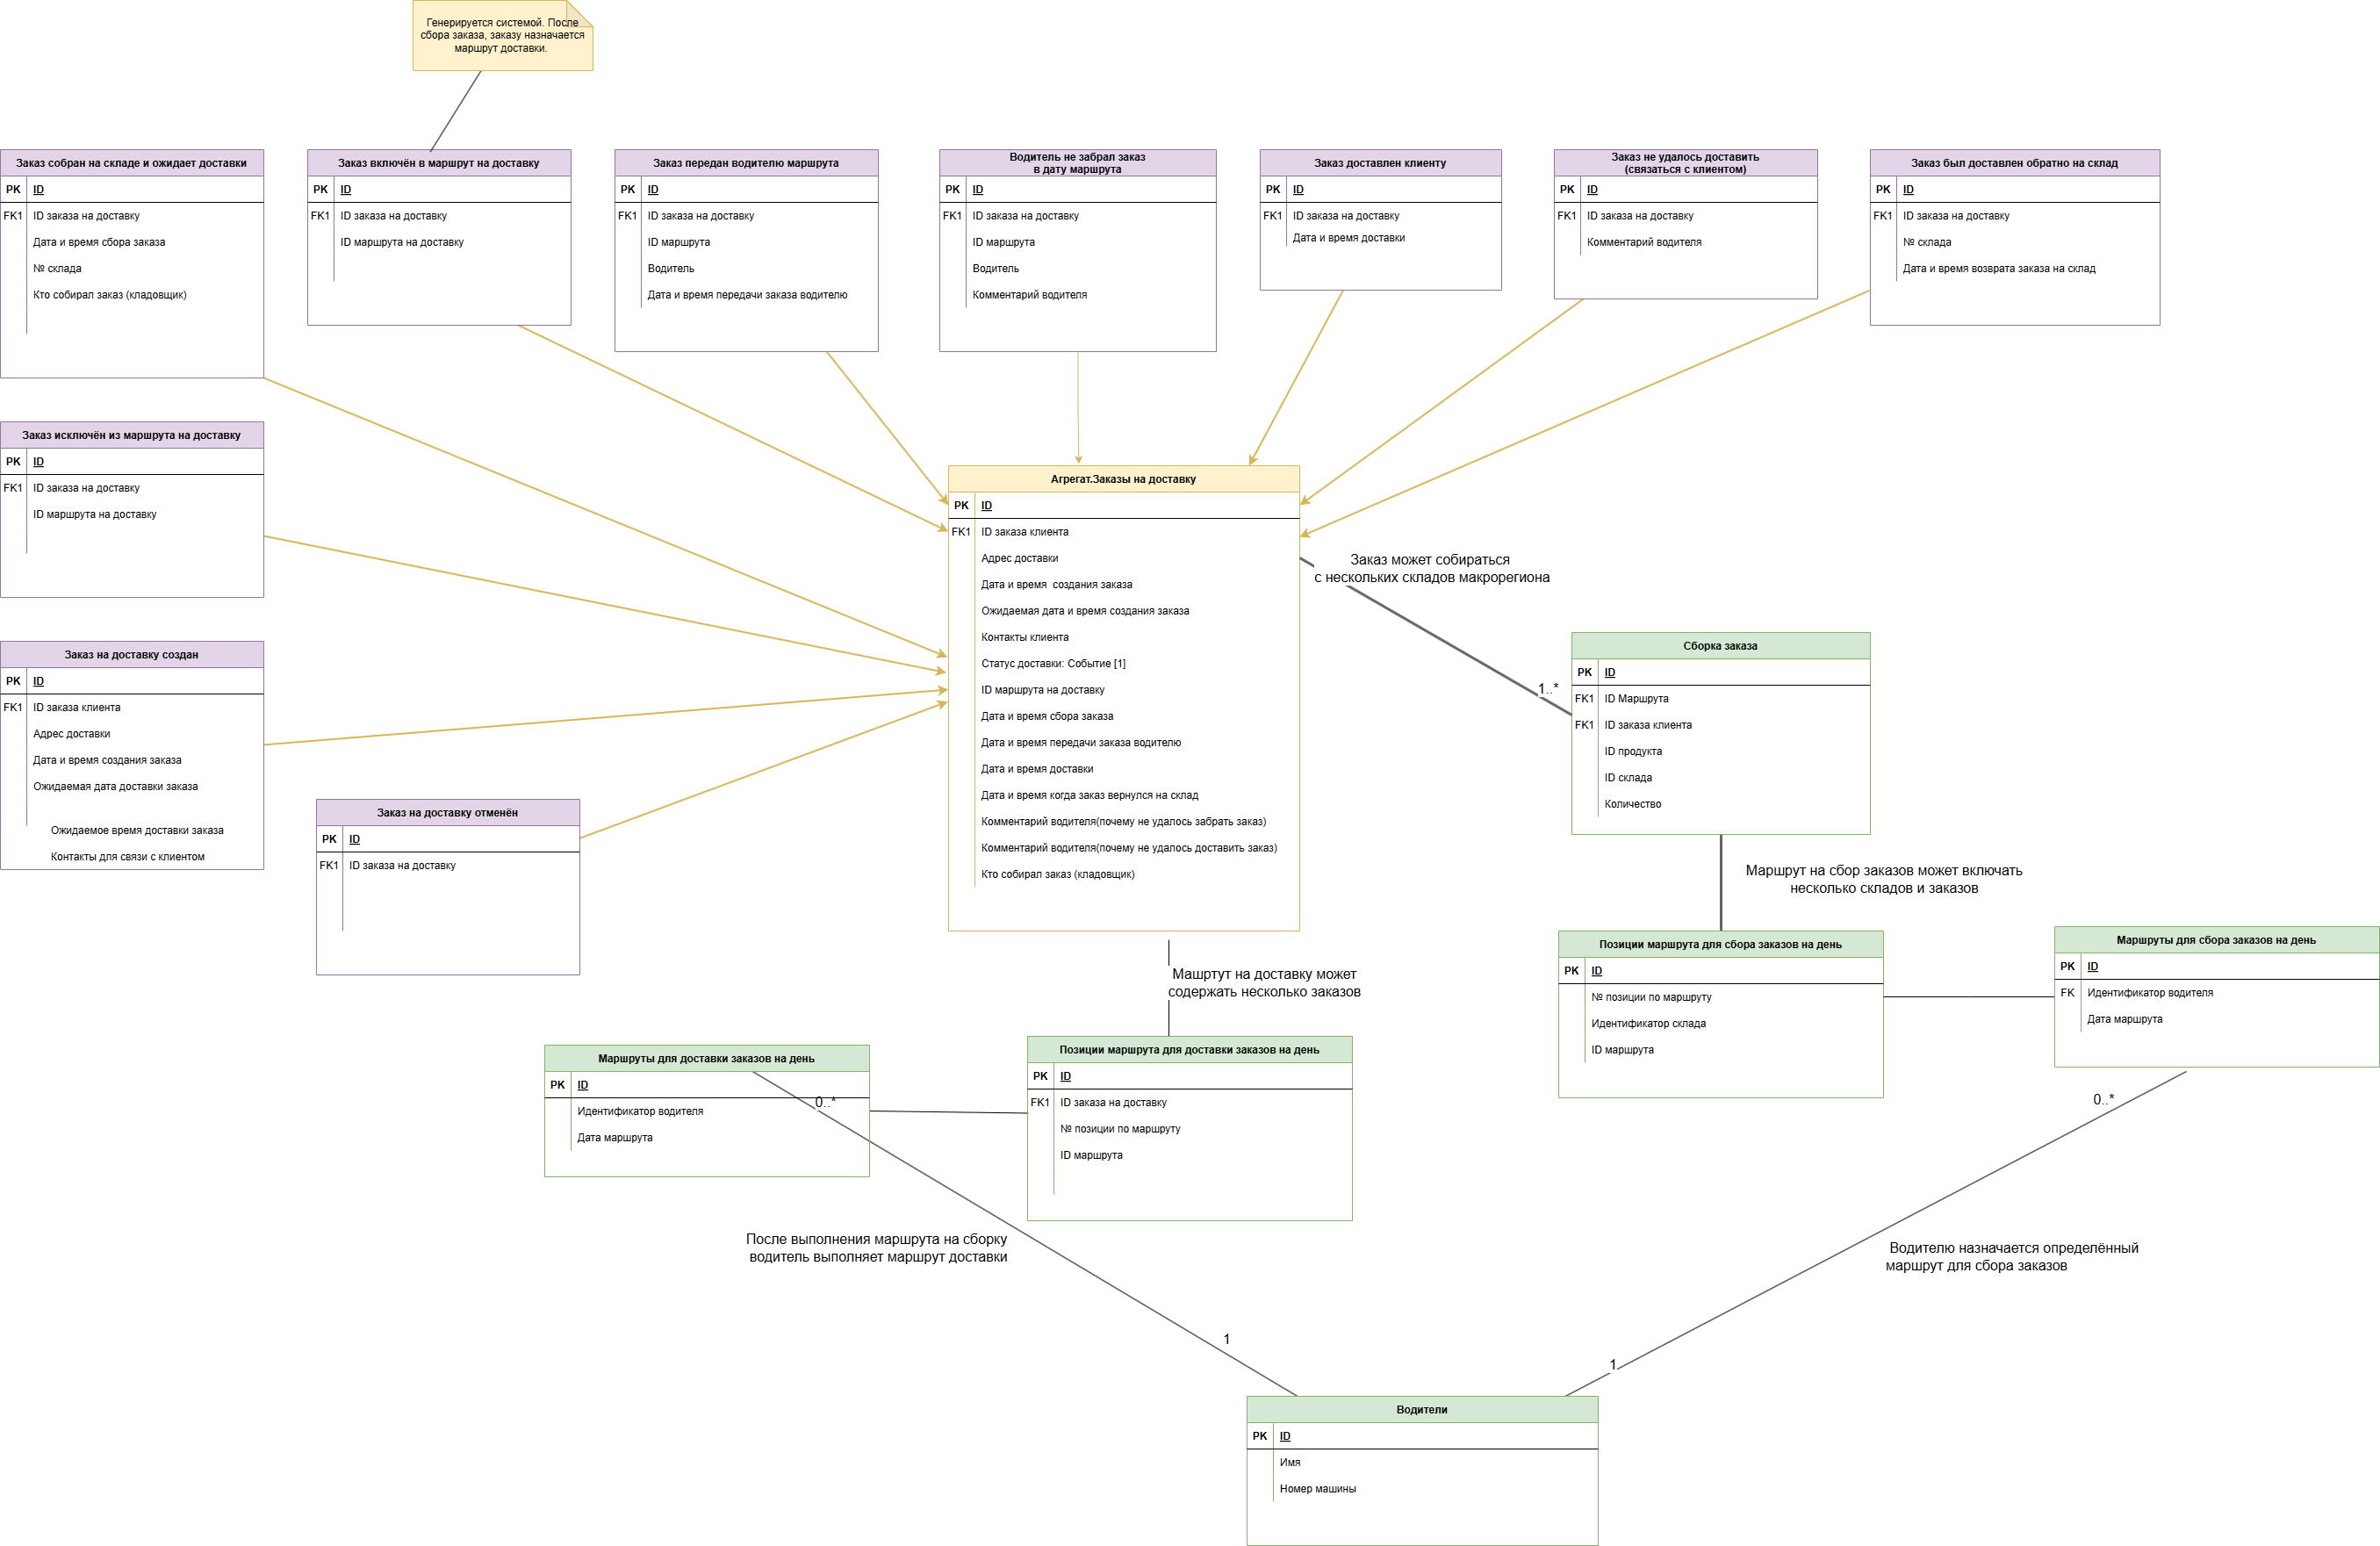 Генерируется системой. После
сбора заказа, заказу назначается
маршрут доставки.
Заказ собран на складе и ожидает доставки
PK ID
FK1 ID заказа на доставку
Дата и время сбора заказа
№ склада
Кто собирал заказ (кладовщик)
Заказ включён в маршрут на доставку
PK ID
FK1 ID заказа на доставку
ID маршрута на доставку
Заказ передан водителю маршрута
PK ID
FK1 ID заказа на доставку
ID маршрута
Водитель
Дата и время передачи заказа водителю
Водитель не забрал заказ
в дату маршрута
PK ID
FK1 ID заказа на доставку
ID маршрута
Водитель
Комментарий водителя
Заказ доставлен клиенту
PK ID
FK1 ID заказа на доставку
Дата и время доставки
Заказ не удалось доставить
(связаться с клиентом)
PK ID
FK1 ID заказа на доставку
Комментарий водителя
Заказ был доставлен обратно на склад
PK ID
FK1 ID заказа на доставку
№ склада
Дата и время возврата заказа на склад
Заказ исключён из маршрута на доставку
PK ID
FK1 ID заказа на доставку
ID маршрута на доставку
Заказ на доставку создан
PK ID
FK1 ID заказа клиента
Адрес доставки
Дата и время создания заказа
Ожидаемая дата доставки заказа
Ожидаемое время доставки заказа
Контакты для связи с клиентом
Заказ на доставку отменён
PK ID
FK1 ID заказа на доставку
Агрегат.Заказы на доставку
PK ID
FK1 ID заказа клиента
Адрес доставки
Дата и время создания заказа
Ожидаемая дата и время создания заказа
Контакты клиента
Статус доставки: Событие [1]
ID маршрута на доставку
Дата и время сбора заказа
Дата и время передачи заказа водителю
Дата и время доставки
Дата и время когда заказ вернулся на склад
Комментарий водителя(почему не удалось забрать заказ)
Комментарий водителя(почему не удалось доставить заказ)
Кто собирал заказ (кладовщик)
Заказ может собираться
с нескольких складов макрорегиона
1..*
Сборка заказа
PK ID
FK1 ID Маршрута
FK1 ID заказа клиента
ID продукта
ID склада
Количество
Маршрут на сбор заказов может включать
несколько складов и заказов
Позиции маршрута для сбора заказов на день
PK ID
№ позиции по маршруту
Идентификатор склада
ID маршрута
Маршруты для сбора заказов на день
PK ID
FK Идентификатор водителя
Дата маршрута
0..*
Машртут на доставку может
содержать несколько заказов
Маршруты для доставки заказов на день
PK ID
Идентификатор водителя
Дата маршрута
0..*
Позиции маршрута для доставки заказов на день
PK ID
FK1 ID заказа на доставку
№ позиции по маршруту
ID маршрута
После выполнения маршрута на сборку
водитель выполняет маршрут доставки
Водителю назначается определённый
маршрут для сбора заказов
1
1
Водители
PK ID
Имя
Номер машины